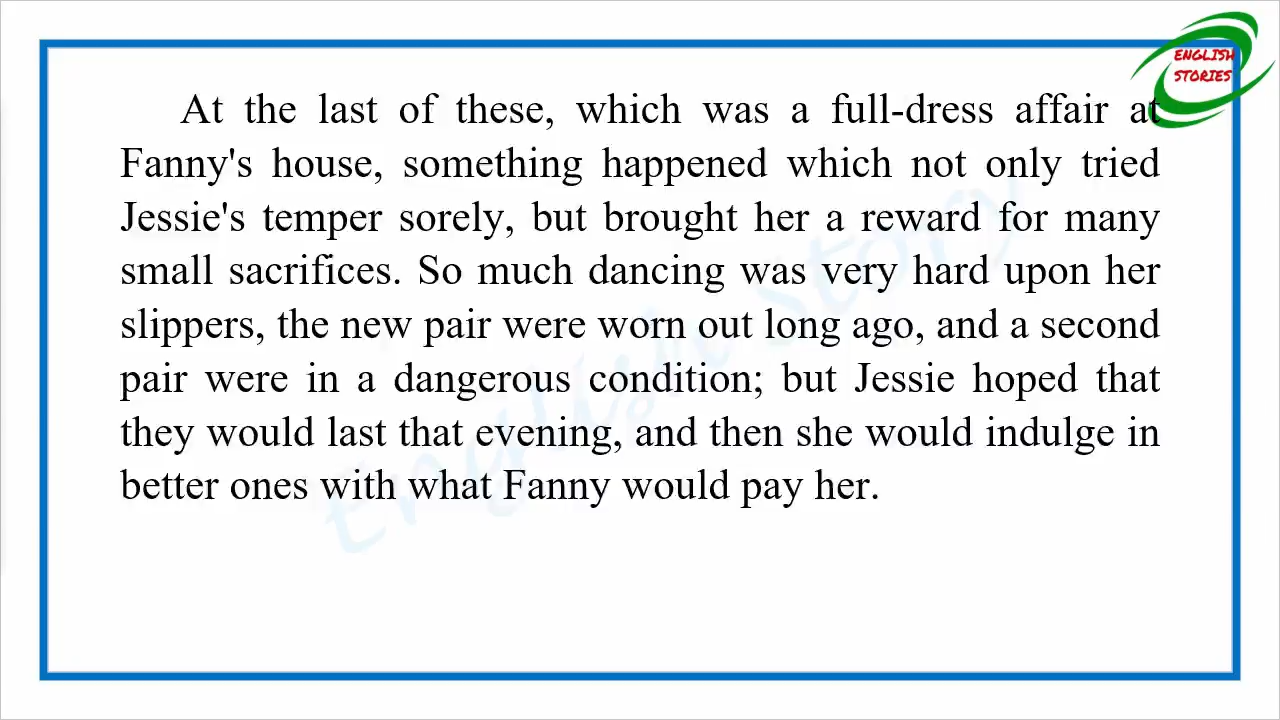 ENGLISH
STORIES
At the last of these, which was a full-dress affair at
Fanny's house, something happened which not only tried
Jessie's temper sorely, but brought her a reward for many
small sacrifices. So much dancing was very hard upon her
slippers, the new pair were worn out long ago, and a second
pair were in a dangerous condition; but Jessie hoped that
they would last that evening, and then she would indulge in
better ones with what Fanny would pay her.
English Story